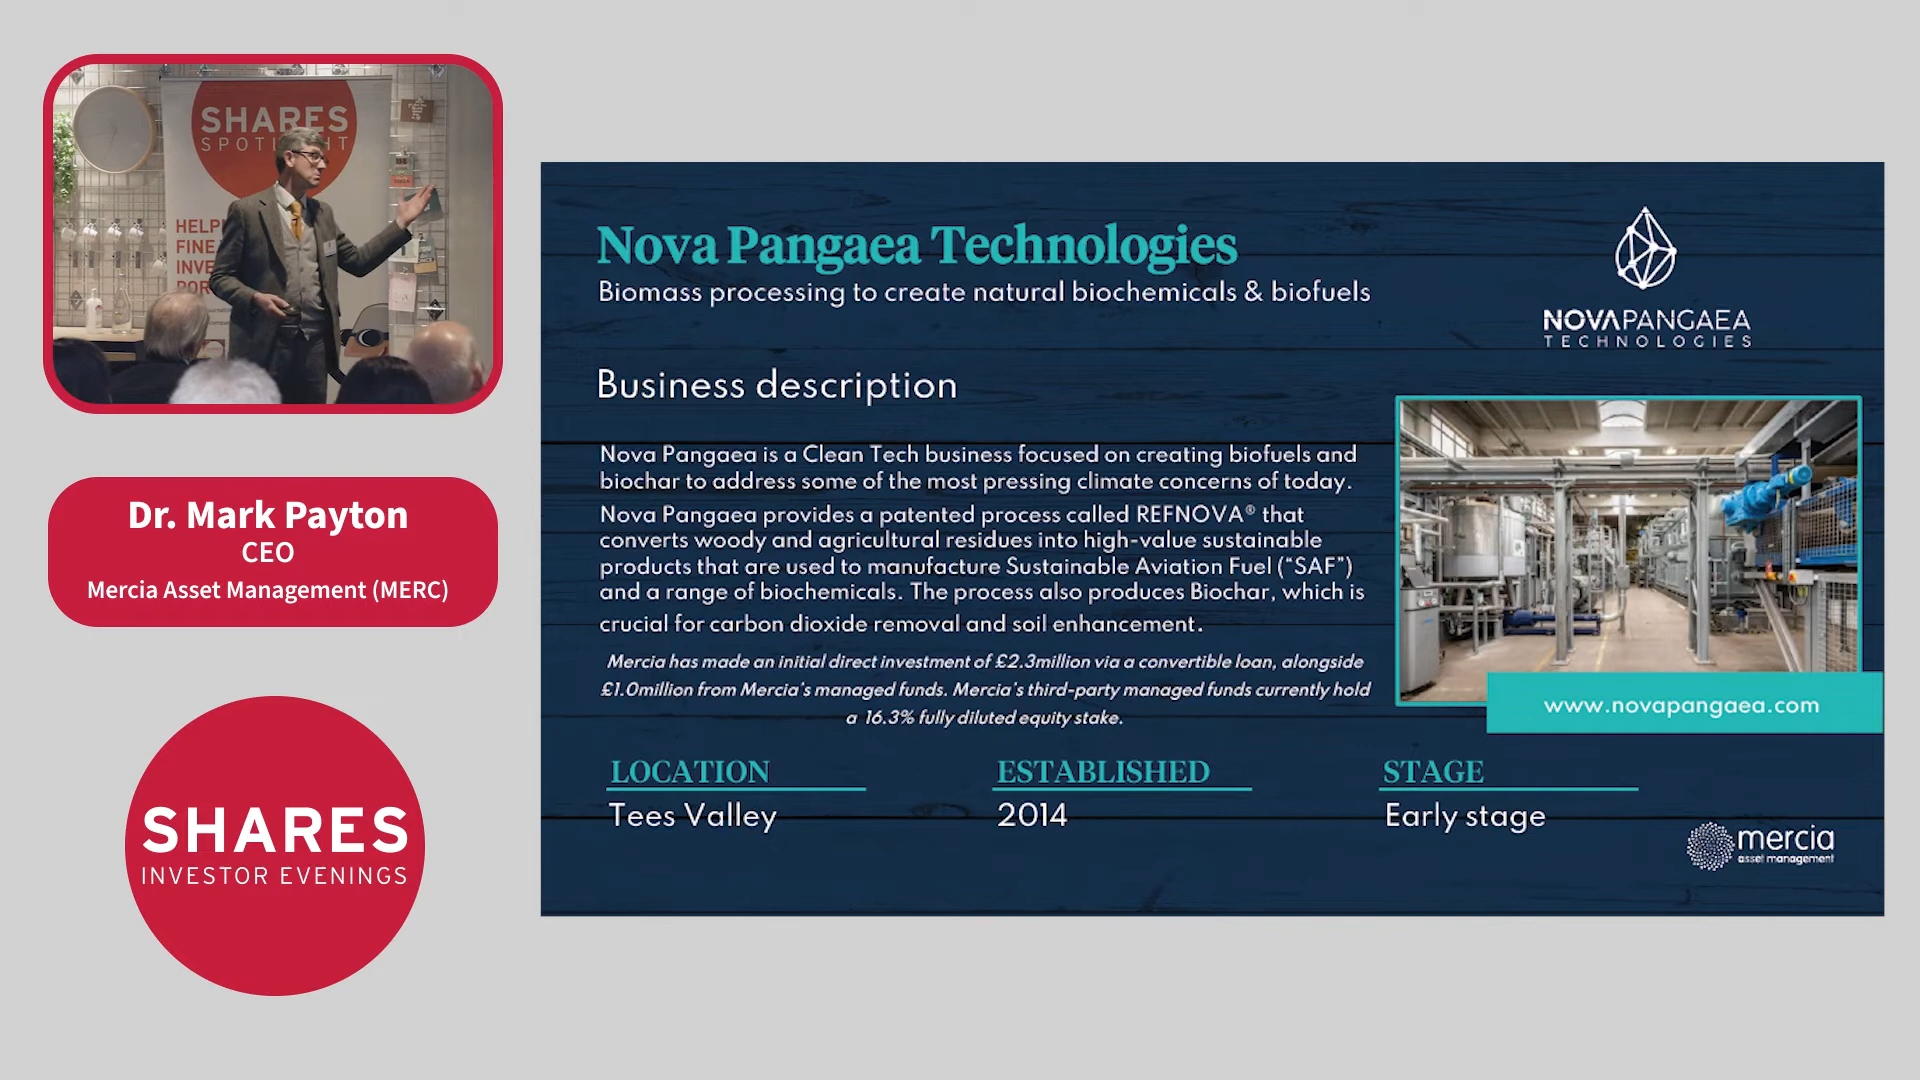 SHARES
SPOTLIGHT
HELP
FINE
INVE
POR
Dr. Mark Payton
CEO
Mercia Asset Management (MERC)
SHARES
INVESTOR EVENINGS
Nova Pangaea Technologies
Biomass processing to create natural biochemicals & biofuels
NOVAPANGAEA
TECHNOLOGIES
Business description
Nova Pangaea is a Clean Tech business focused on creating biofuels and
biochar to address some of the most pressing climate concerns of today.
Nova Pangaea provides a patented process called REFNOVA® that
converts woody and agricultural residues into high-value sustainable
products that are used to manufacture Sustainable Aviation Fuel (“SAF”)
and a range of biochemicals. The process also produces Biochar, which is
crucial for carbon dioxide removal and soil enhancement.
Mercia has made an initial direct investment of £2.3million via a convertible loan, alongside
£1.0million from Mercia's managed funds. Mercia's third-party managed funds currently hold
a 16.3% fully diluted equity stake.
www.novapangaea.com
LOCATION
Tees Valley
ESTABLISHED
2014
STAGE
Early stage
mercia
asset management